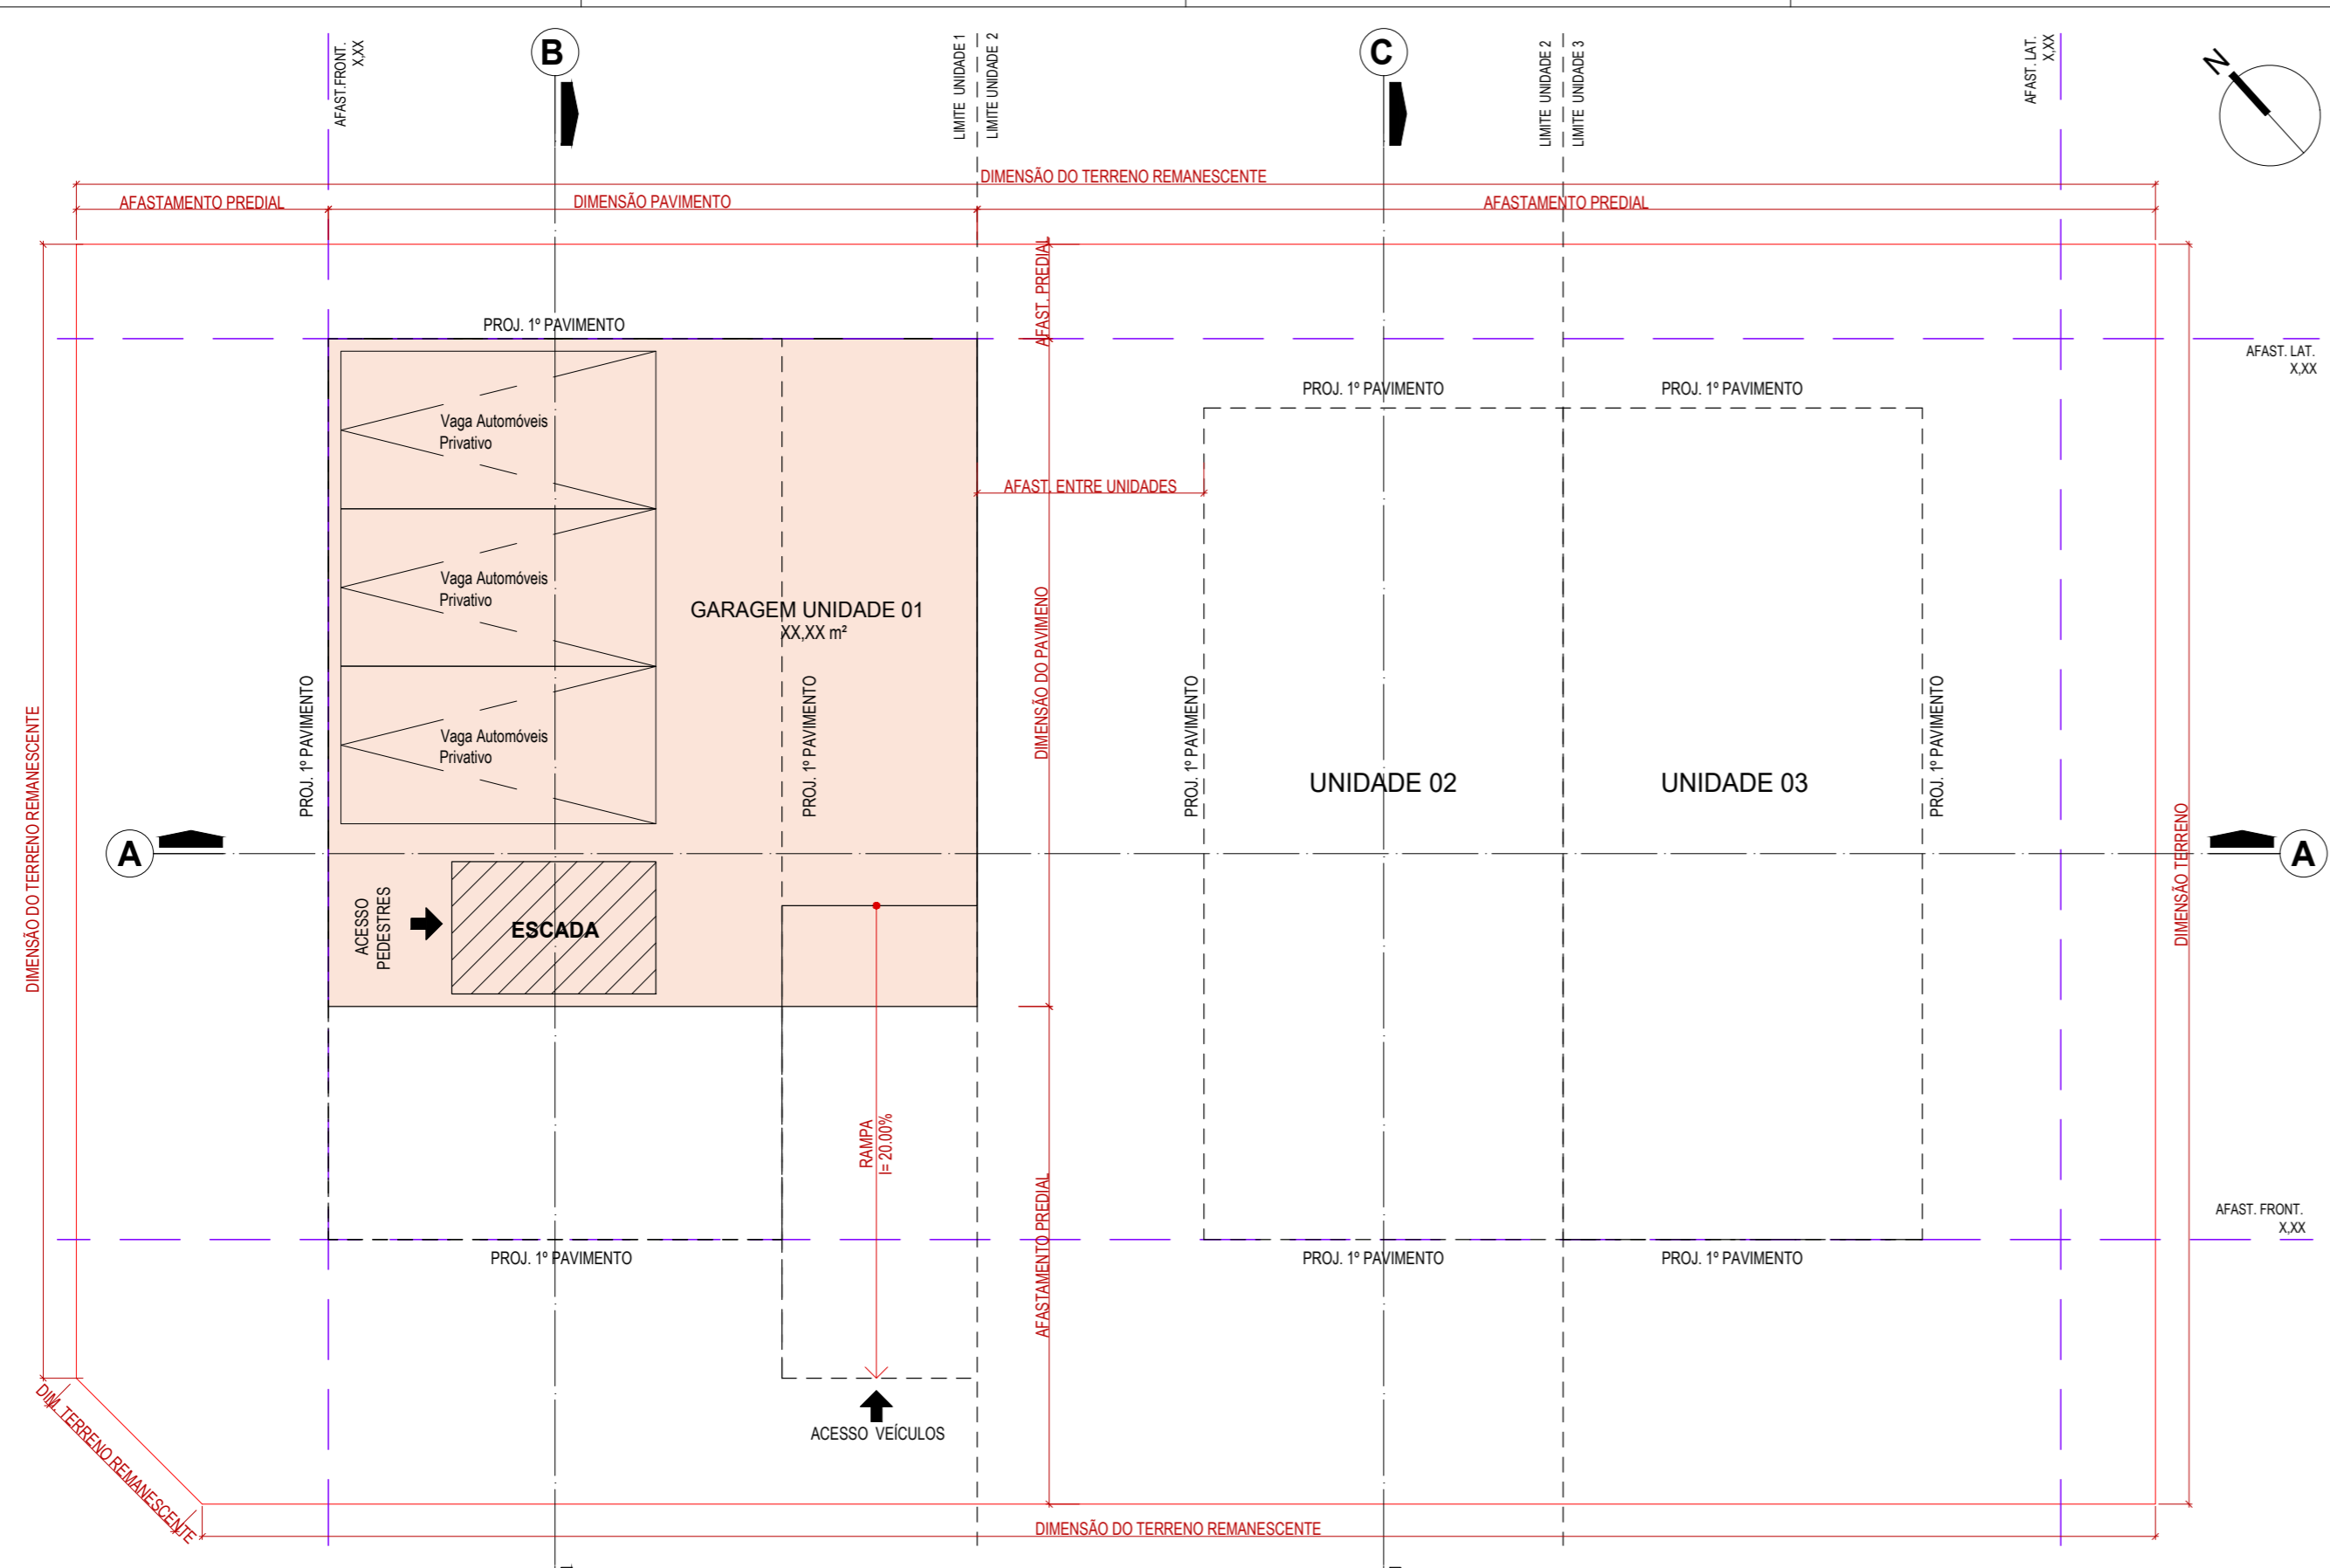 B
C
N
AFAST.FRONT.
X,XX
LIMITE UNIDADE 1
LIMITE UNIDADE 2
LIMITE UNIDADE 2
LIMITE UNIDADE 3
AFAST. LAT.
X,XX
DIMENSÃO DO TERRENO REMANESCENTE
AFASTAMENTO PREDIAL
DIMENSÃO PAVIMENTO
AFASTAMENTO PREDIAL
AFAST. PREDIAL
PROJ. 1º PAVIMENTO
AFAST. LAT.
X,XX
PROJ. 1º PAVIMENTO
PROJ. 1º PAVIMENTO
Vaga Automóveis
Privativo
AFAST. ENTRE UNIDADES
Vaga Automóveis
Privativo
GARAGEM UNIDADE 01
XX,XX m²
DIMENSÃO DO PAVIMENO
Vaga Automóveis
Privativo
PROJ. 1º PAVIMENTO
PROJ. 1º PAVIMENTO
PROJ. 1º PAVIMENTO
PROJ. 1º PAVIMENTO
UNIDADE 02
UNIDADE 03
DIMENSÃO DO TERRENO REMANESCENTE
DIMENSÃO TERRENO
A
A
ACESSO
PEDESTRES
ESCADA
RAMPA
I= 20.00%
AFASTAMENTO PREDIAL
AFAST. FRONT.
X,XX
PROJ. 1º PAVIMENTO
PROJ. 1º PAVIMENTO
PROJ. 1º PAVIMENTO
ACESSO VEÍCULOS
DIM. TERRENO REMANESCENTE
DIMENSÃO DO TERRENO REMANESCENTE